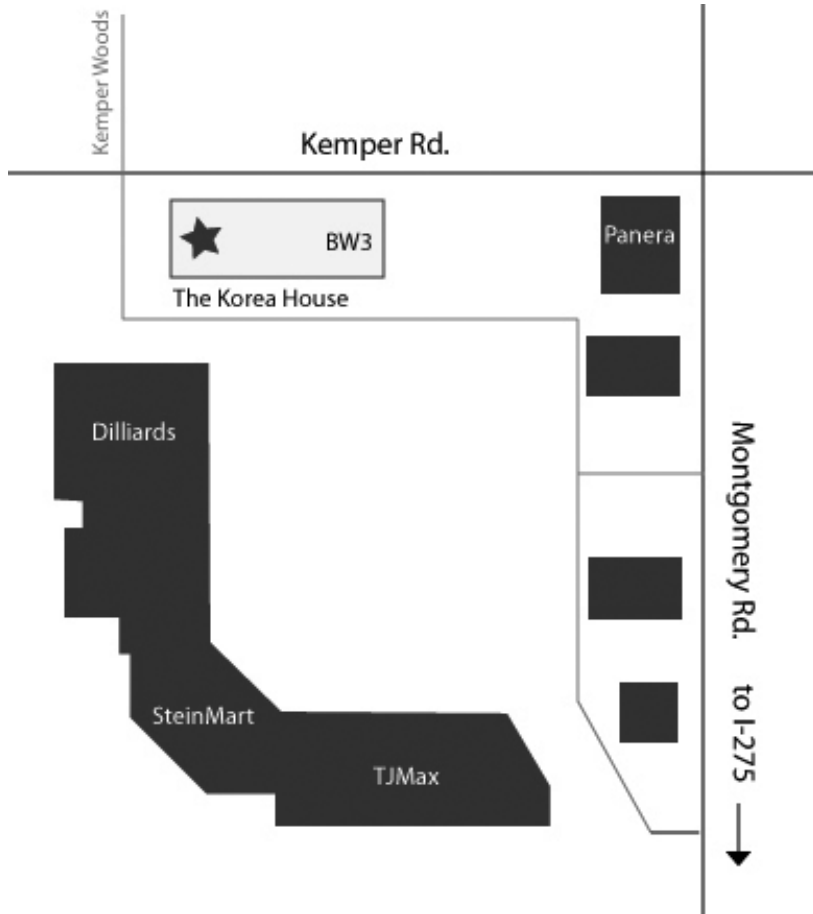 Kemper Woods
Kemper Rd.
BW3
Panera
The Korea House
Dilliards
Montgomery Rd. to I-275
SteinMart
TJMax